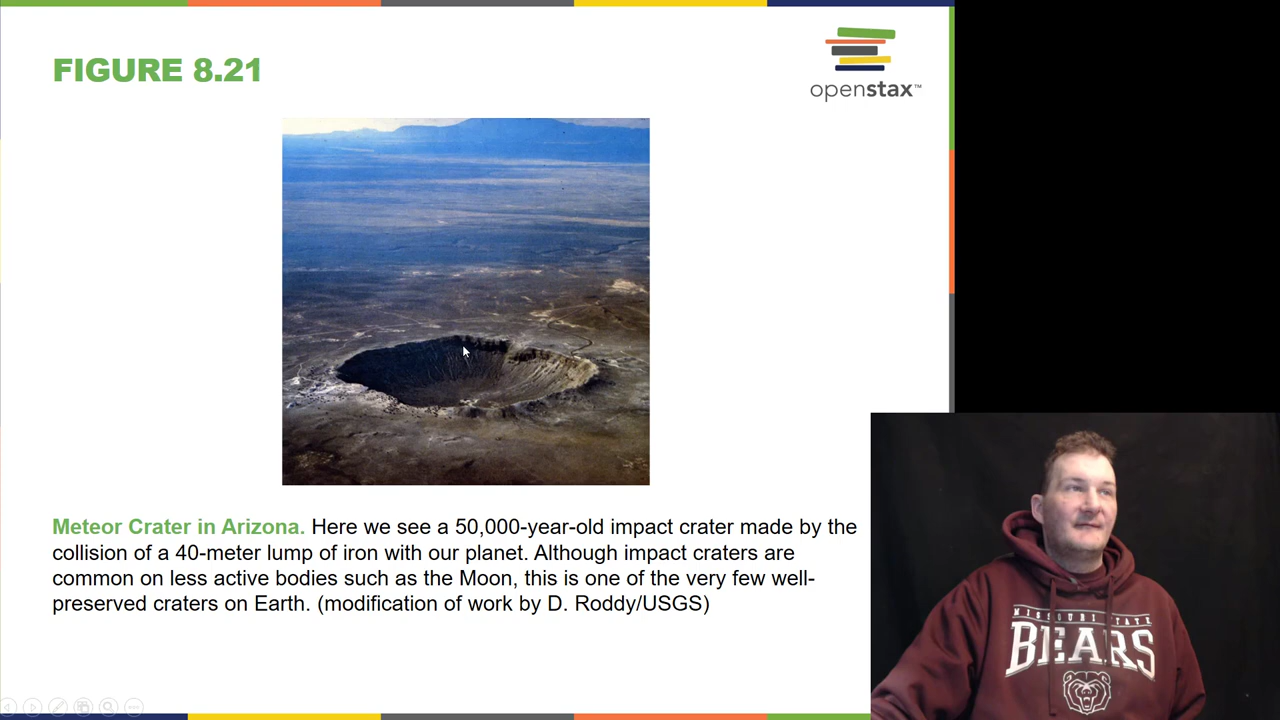 FIGURE 8.21
openstax™
Meteor Crater in Arizona. Here we see a 50,000-year-old impact crater made by the
collision of a 40-meter lump of iron with our planet. Although impact craters are
common on less active bodies such as the Moon, this is one of the very few well-
preserved craters on Earth. (modification of work by D. Roddy/USGS)
MISSOURI STATE
BEARS